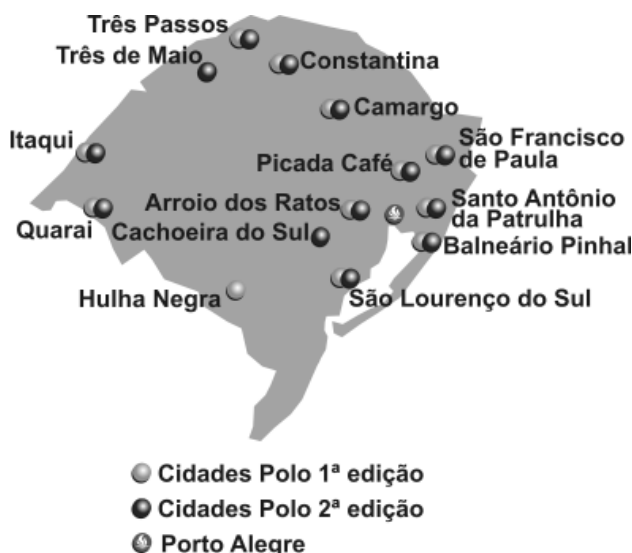 Três Passos
Três de Maio
Constantina
Camargo
Itaqui
São Francisco
de Paula
Picada Café
Arroio dos Ratos
Santo Antônio
da Patrulha
Quarai
Cachoeira do Sul
Balneário Pinhal
Hulha Negra
São Lourenço do Sul
Cidades Polo 1ª edição
Cidades Polo 2ª edição
Porto Alegre